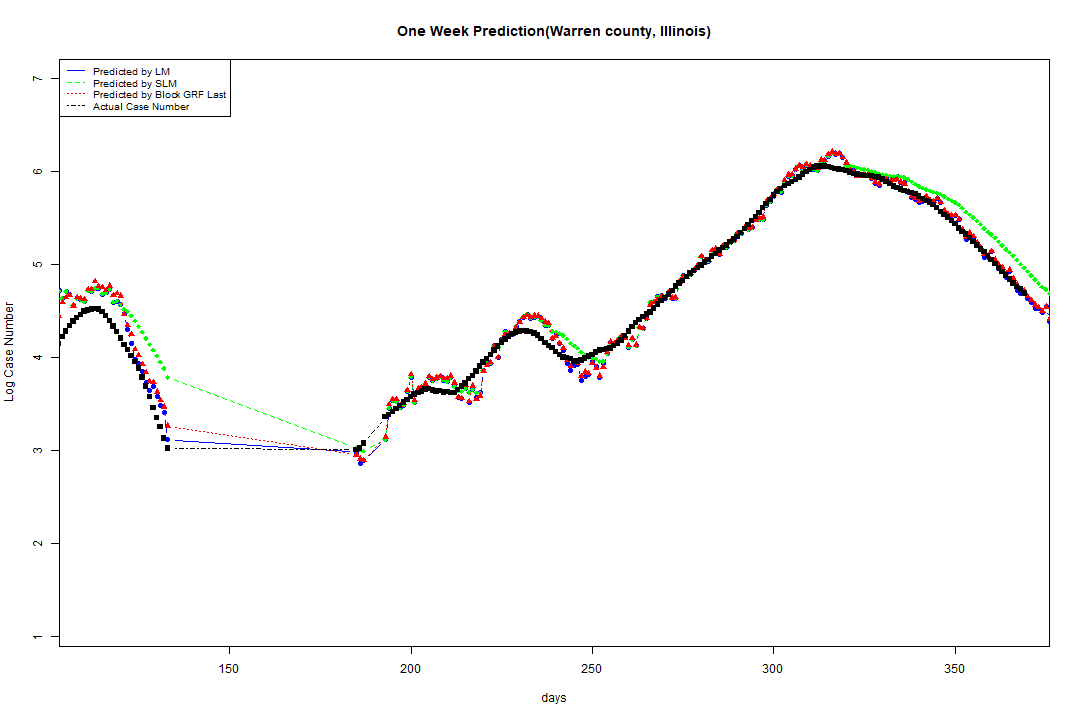 One Week Prediction(Warren county, Illinois)
Predicted by LM
Predicted by SLM
Predicted by Block GRF Last
Actual Case Number
7
6
5
4
3
2
1
Log Case Number
150 200 250 300 350
days